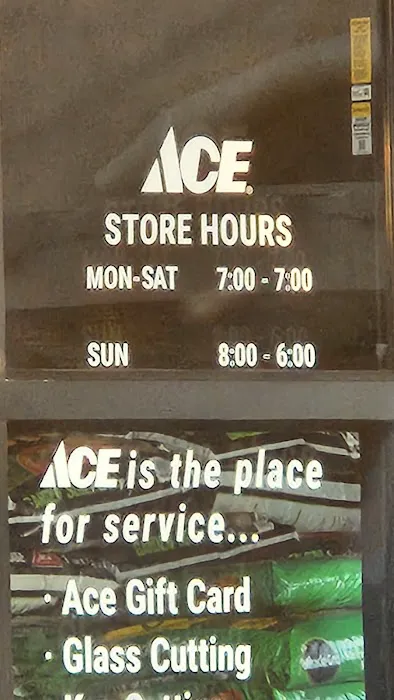 ACE
STORE HOURS
MON-SAT 7:00 - 7:00
SUN 8:00 - 6:00
ACE is the place
for service...
· Ace Gift Card
· Glass Cutting